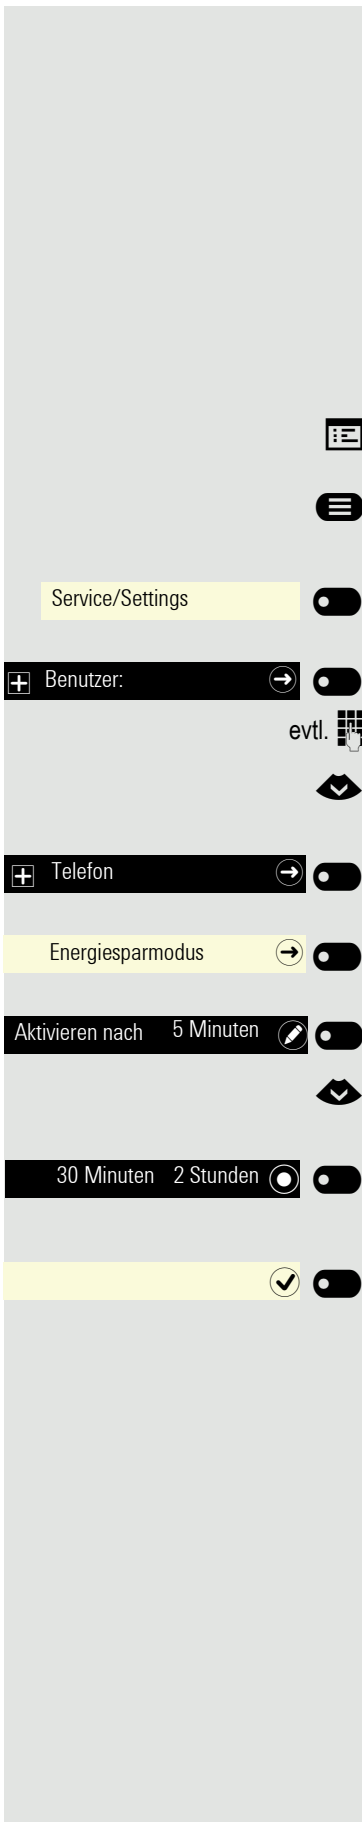 Service/Settings
Benutzer:
evtl.
Telefon
Energiesparmodus
Aktivieren nach 5 Minuten
30 Minuten 2 Stunden